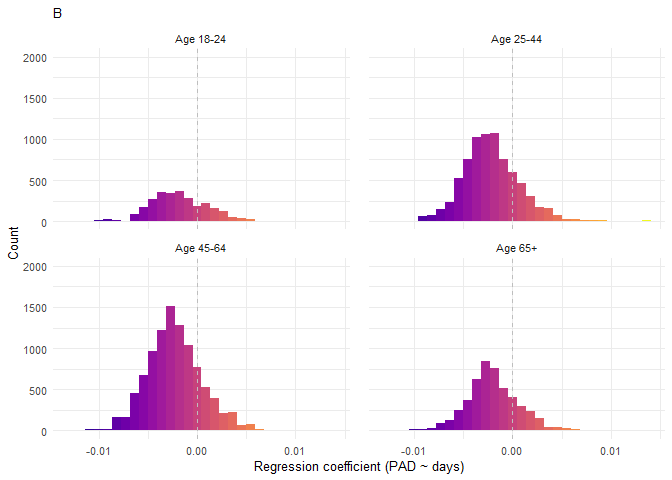 B
Age 18-24
Age 25-44
2000
1500
1000
500
0
Count
Age 45-64
Age 65+
2000
1500
1000
500
0
-0.01
0.00
0.01
-0.01
0.00
0.01
Regression coefficient (PAD ~ days)